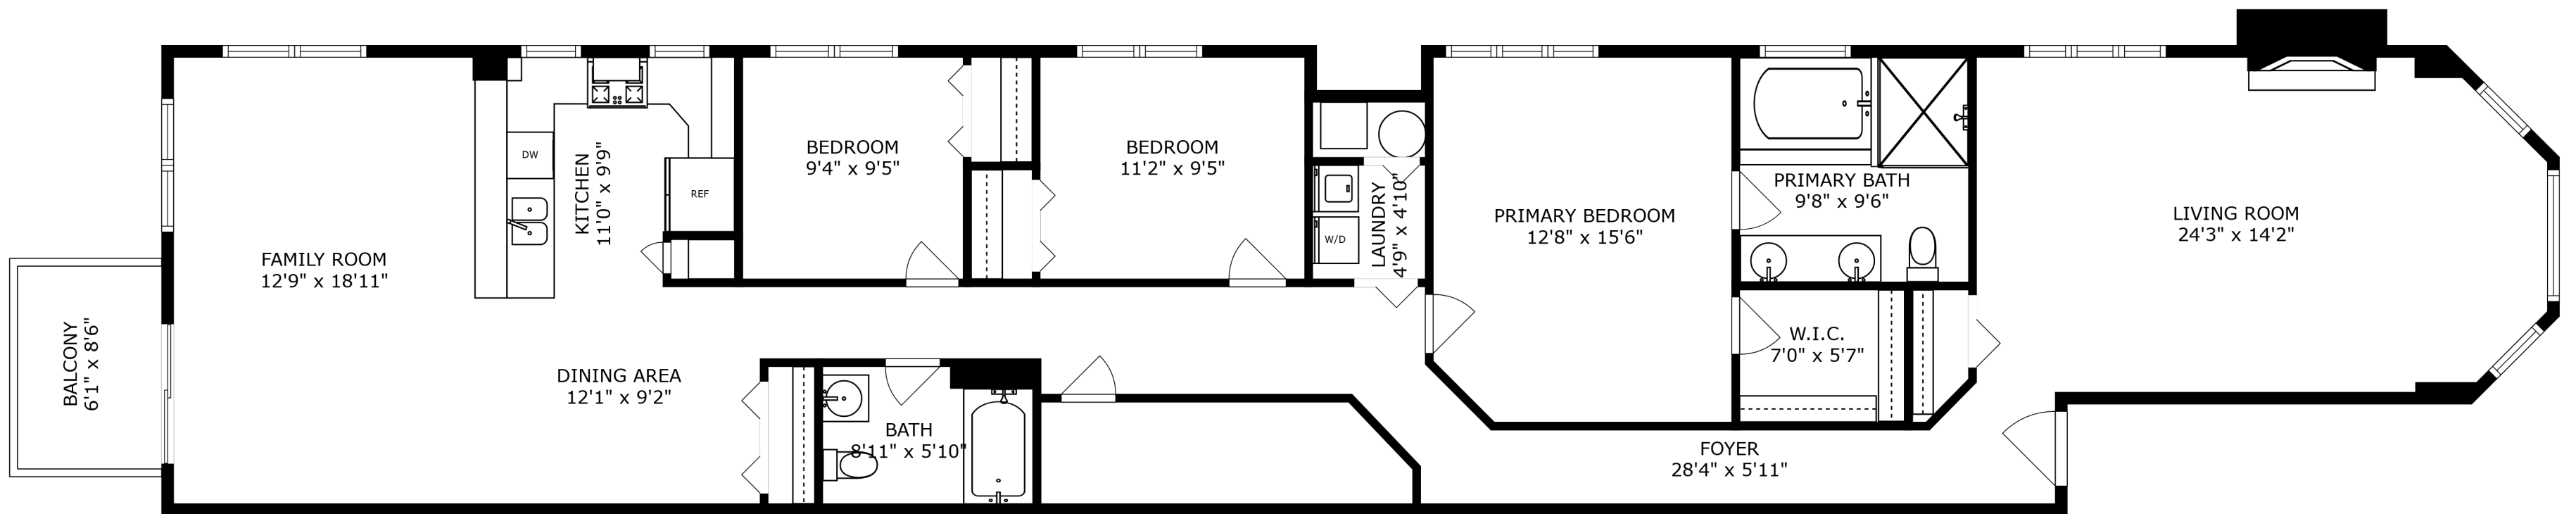 BALCONY
6'1" x 8'6"
FAMILY ROOM
12'9" x 18'11"
DW
KITCHEN
11'0" x 9'9"
REF
DINING AREA
12'1" x 9'2"
BEDROOM
9'4" x 9'5"
BATH
8'11" x 5'10"
BEDROOM
11'2" x 9'5"
W/D
LAUNDRY
4'9" x 4'10"
PRIMARY BEDROOM
12'8" x 15'6"
PRIMARY BATH
9'8" x 9'6"
W.I.C.
7'0" x 5'7"
FOYER
28'4" x 5'11"
LIVING ROOM
24'3" x 14'2"